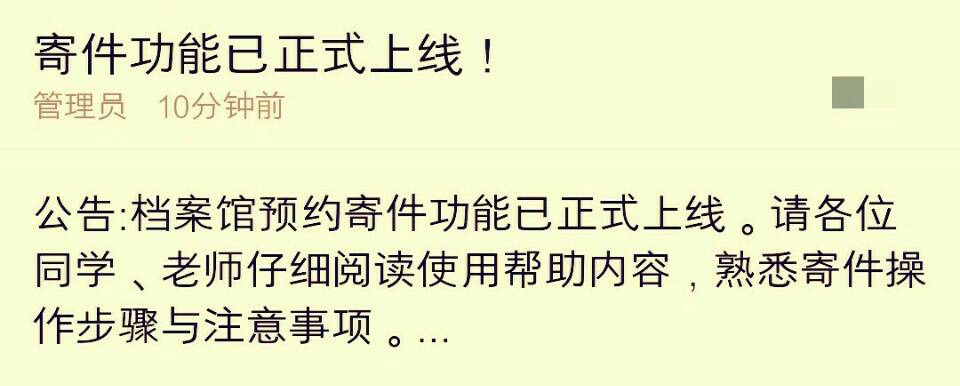 寄件功能已正式上线！
管理员 10分钟前
公告:档案馆预约寄件功能已正式上线。请各位
同学、老师仔细阅读使用帮助内容，熟悉寄件操
作步骤与注意事项。...